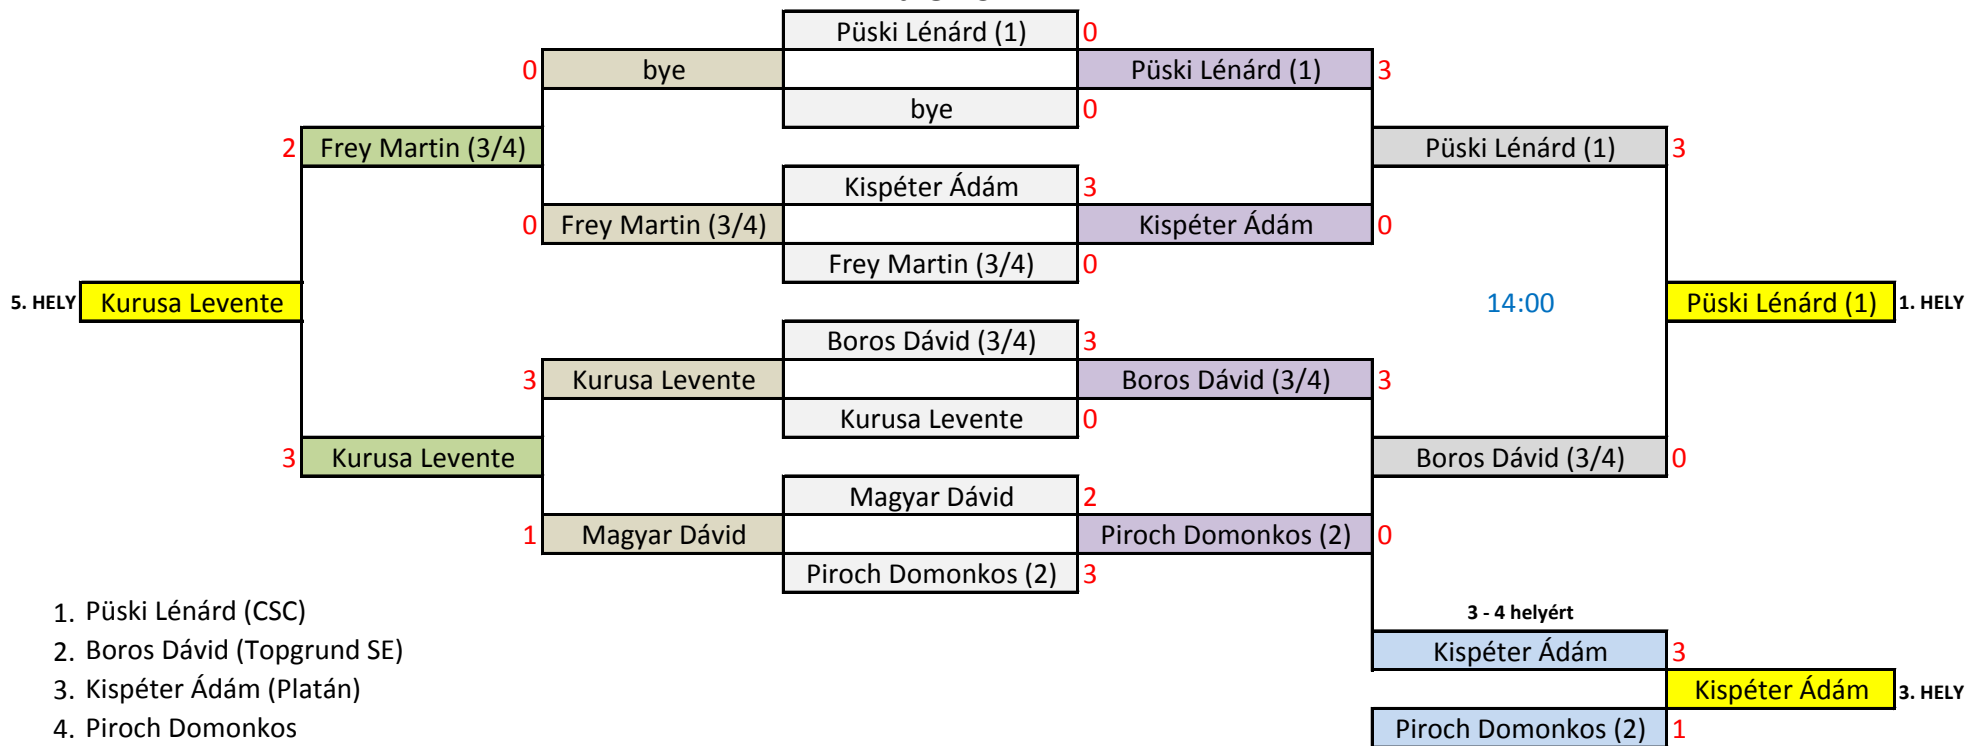 Püski Lénárd (1) 0
0 bye Püski Lénárd (1) 3
bye 0
2 Frey Martin (3/4) Püski Lénárd (1) 3
Kispéter Ádám 3
0 Frey Martin (3/4) Kispéter Ádám 0
Frey Martin (3/4) 0
5. HELY Kurusa Levente 14:00 Püski Lénárd (1) 1. HELY
Boros Dávid (3/4) 3
3 Kurusa Levente Boros Dávid (3/4) 3
Kurusa Levente 0
3 Kurusa Levente Boros Dávid (3/4) 0
Magyar Dávid 2
1 Magyar Dávid Piroch Domonkos (2) 0
Piroch Domonkos (2) 3
1. Püski Lénárd (CSC) 3 - 4 helyért
2. Boros Dávid (Topgrund SE) Kispéter Ádám 3
3. Kispéter Ádám (Platán) Kispéter Ádám 3. HELY
4. Piroch Domonkos Piroch Domonkos (2) 1